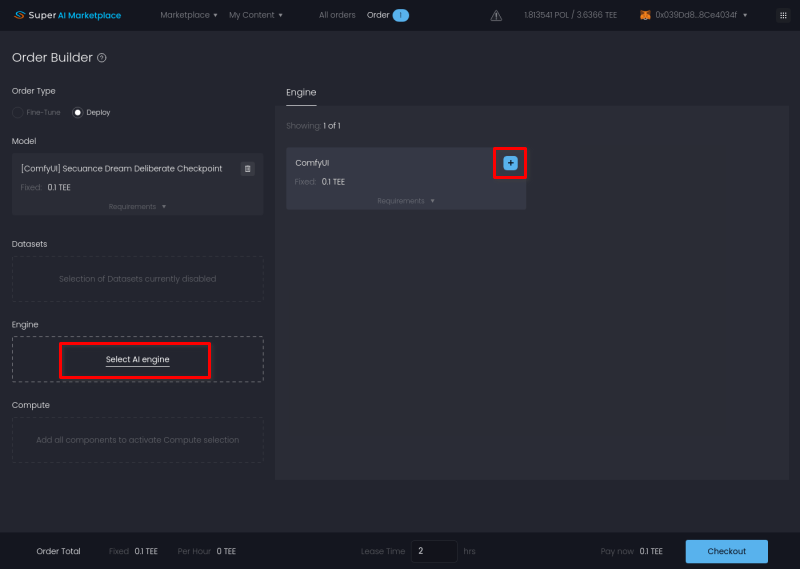 Super AI Marketplace
Marketplace
My Content
All orders
Order
1.813541 POL / 3.6366 TEE
0x039Dd8...8Ce4034f
Order Builder
Order Type
Fine-Tune
Deploy
Model
[ComfyUI] Secuance Dream Deliberate Checkpoint
Fixed: 0.1 TEE
Requirements
Datasets
Selection of Datasets currently disabled
Engine
Select AI engine
Compute
Add all components to activate Compute selection
Engine
Showing: 1 of 1
ComfyUI
Fixed: 0.1 TEE
Requirements
Order Total
Fixed 0.1 TEE
Per Hour 0 TEE
Lease Time 2 hrs
Pay now 0.1 TEE
Checkout